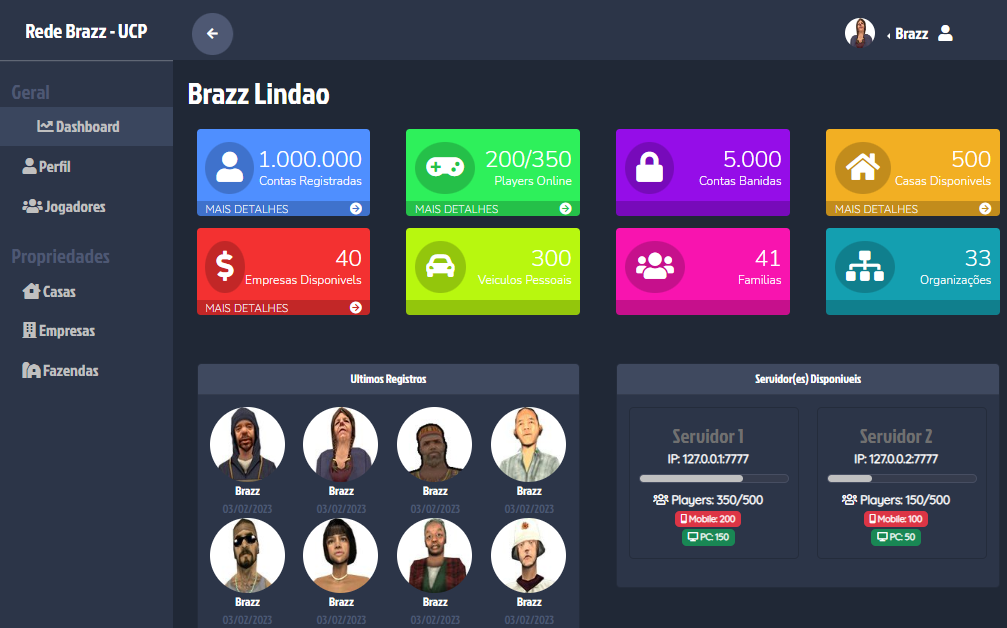 Rede Brazz - UCP
Brazz
Geral
Dashboard
Perfil
Jogadores
Propriedades
Casas
Empresas
Fazendas
Brazz Lindao
1.000.000
Contas Registradas
MAIS DETALHES
200/350
Players Online
MAIS DETALHES
5.000
Contas Banidas
500
Casas Disponivels
MAIS DETALHES
40
Empresas Disponivels
MAIS DETALHES
300
Veiculos Pessoais
41
Familias
33
Organizações
Ultimos Registros
Brazz Brazz Brazz Brazz
03/02/2023 03/02/2023 03/02/2023 03/02/2023
Brazz Brazz Brazz Brazz
03/02/2023 03/02/2023 03/02/2023 03/02/2023
Servidor(es) Disponiveis
Servidor 1
IP: 127.0.0.1:7777
Players: 350/500
Mobile: 200
PC: 150
Servidor 2
IP: 127.0.0.2:7777
Players: 150/500
Mobile: 100
PC: 50